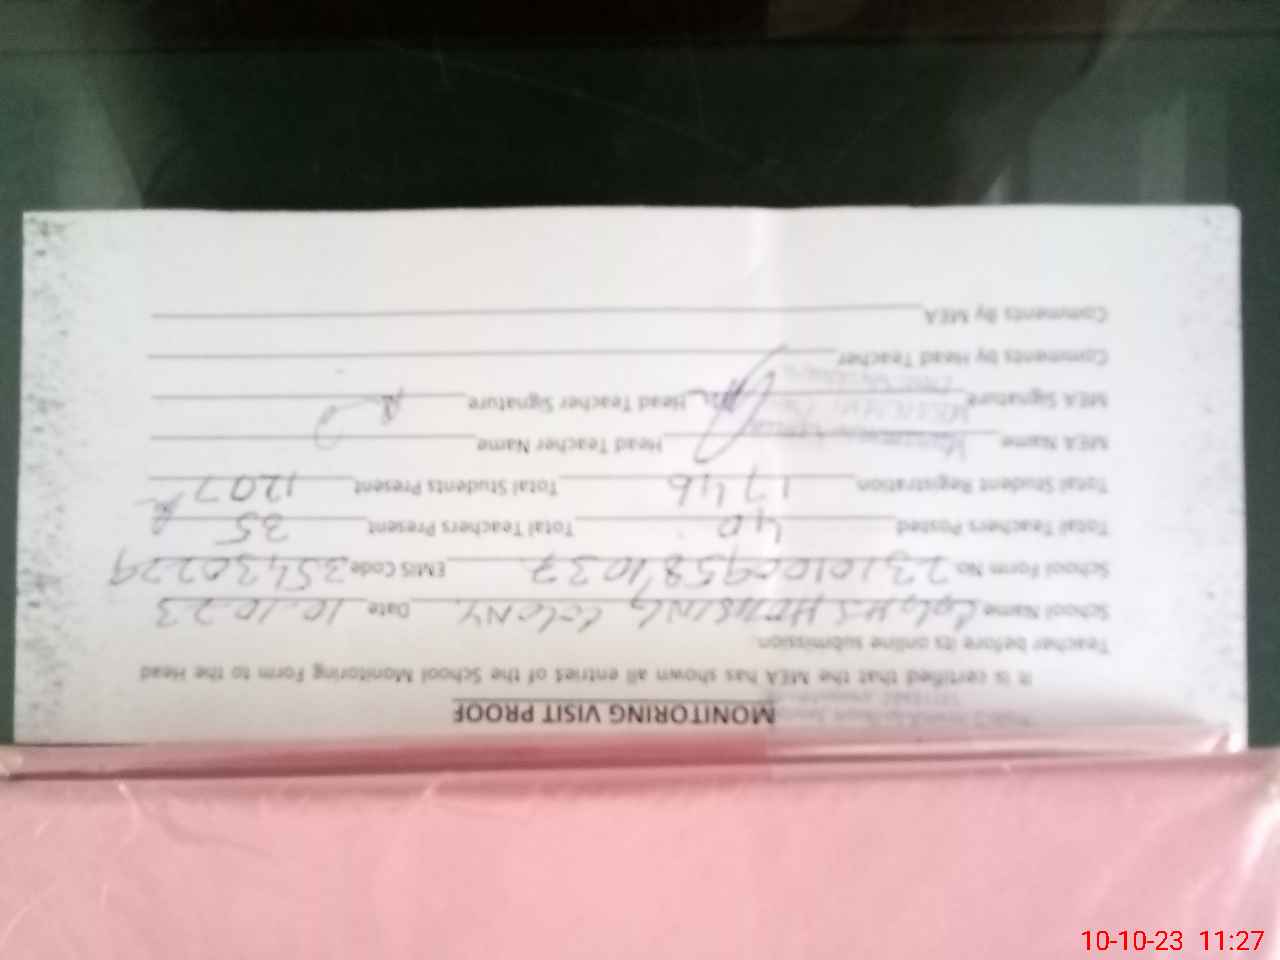 MONITORING VISIT PROOF
It is certified that the MEA has shown all entries of the School Monitoring Form to the Head
Teacher before its online submission.
School Name HOUSING COLONY Date 10.10.23
School Form No. EMIS Code 35430229
Total Teachers Posted 40 Total Teachers Present 35
Total Student Registration 1746 Total Students Present 1207
MEA Name Head Teacher Name
MEA Signature Head Teacher Signature
Comments by Head Teacher
Comments By MEA
10-10-23 11:27